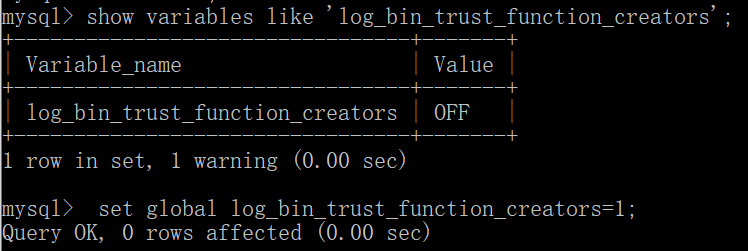 mysql> show variables like 'log_bin_trust_function_creators';
+---------------------------------+-------+
| Variable_name                   | Value |
+---------------------------------+-------+
| log_bin_trust_function_creators | OFF   |
+---------------------------------+-------+
1 row in set, 1 warning (0.00 sec)
mysql>  set global log_bin_trust_function_creators=1;
Query OK, 0 rows affected (0.00 sec)